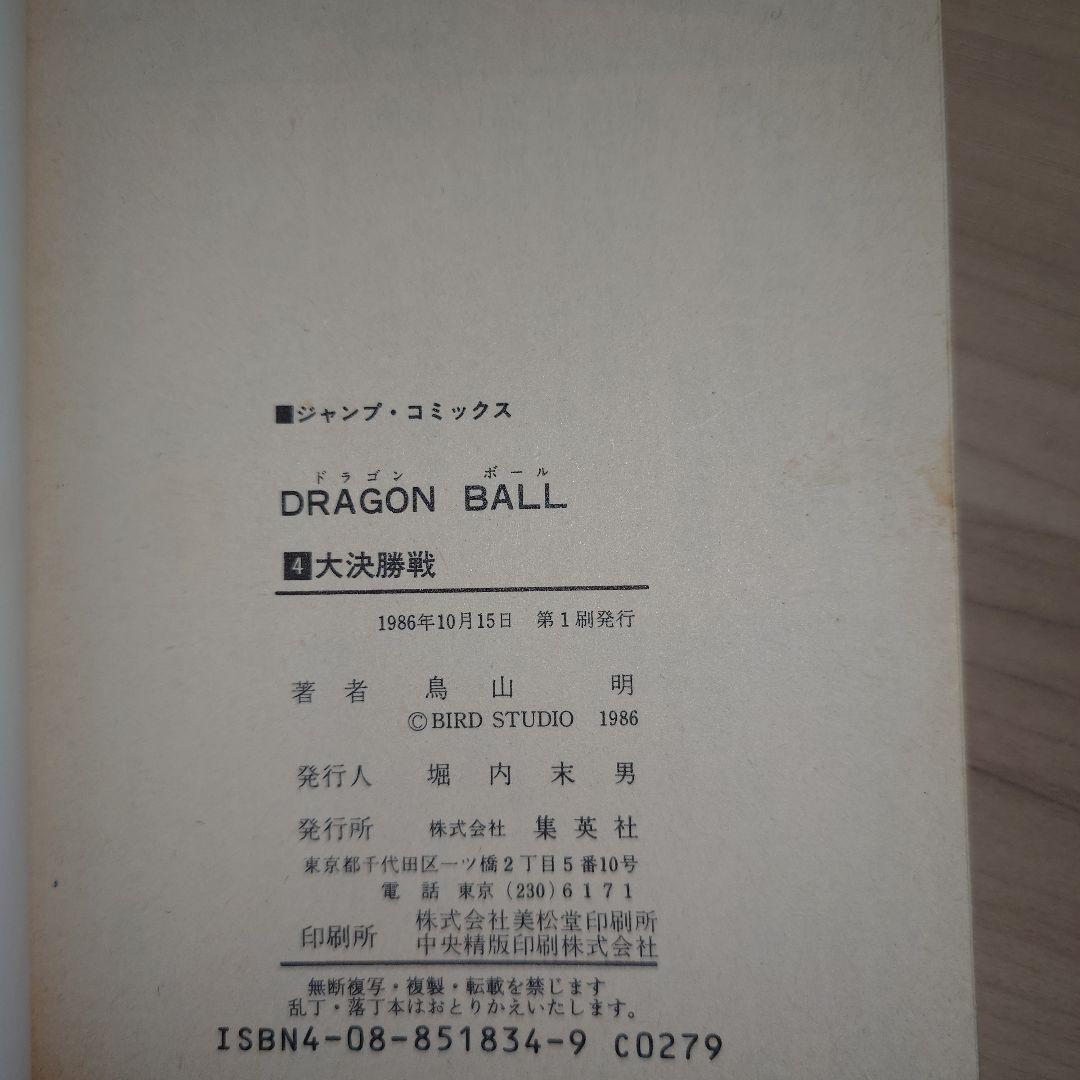 ■ジャンプ・コミックス
ドラゴン ボール
DRAGON BALL
4 大決勝戦
1986年10月15日 第1刷発行
著者 鳥山 明
©BIRD STUDIO 1986
発行人 堀内末男
発行所 株式会社 集英社
東京都千代田区一ツ橋2丁目5番10号
電話 東京(230)6171
印刷所 株式会社美松堂印刷所
中央精版印刷株式会社
無断複写・複製・転載を禁じます
乱丁・落丁本はおとりかえいたします。
ISBN4-08-851834-9 C0279